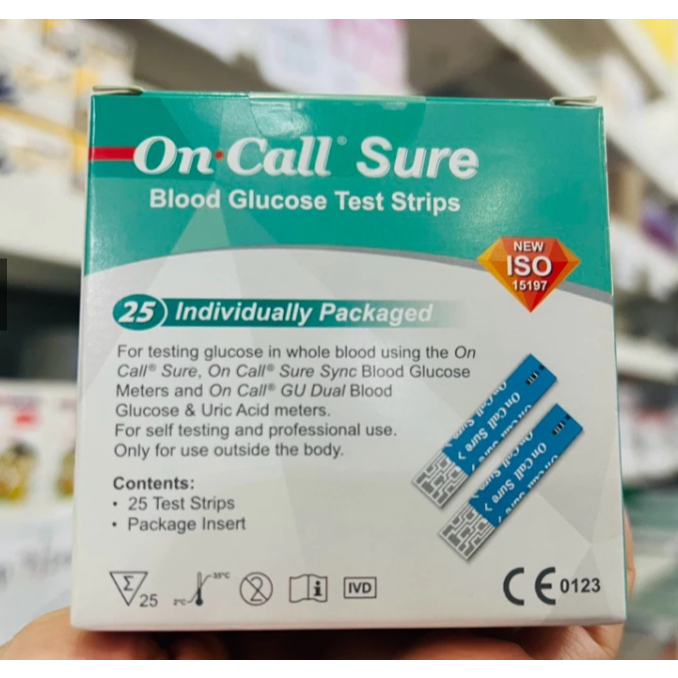 On•Call® Sure
Blood Glucose Test Strips
NEW
ISO
15197
25 Individually Packaged
For testing glucose in whole blood using the On
Call® Sure, On Call® Sure Sync Blood Glucose
Meters and On Call® GU Dual Blood
Glucose & Uric Acid meters.
For self testing and professional use.
Only for use outside the body.
On Call Sure >
On Call Sure >
Contents:
• 25 Test Strips
• Package Insert
Σ 25
2°C 35°C
2
i
IVD
CE 0123